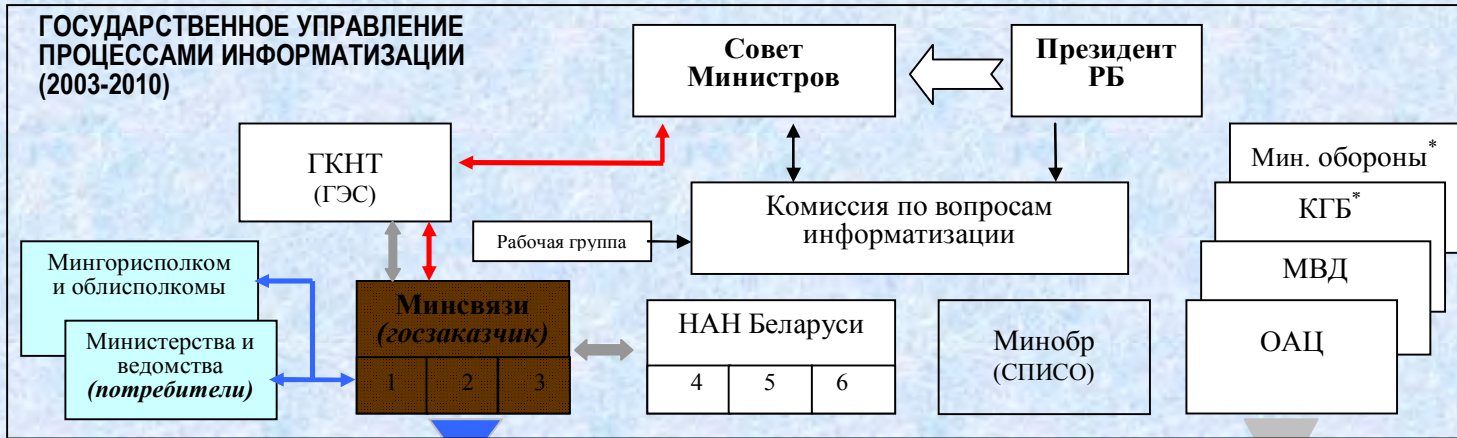 ГОСУДАРСТВЕННОЕ УПРАВЛЕНИЕ
ПРОЦЕССАМИ ИНФОРМАТИЗАЦИИ
(2003-2010)
Совет
Министров
Президент
РБ
ГКНТ
(ГЭС)
Рабочая группа
Комиссия по вопросам
информатизации
Мин. обороны*
КГБ*
МВД
ОАЦ
Мингорисполком
и облисполкомы
Министерства и
ведомства
(потребители)
Минсвязи
(госзаказчик)
1 2 3
НАН Беларуси
4 5 6
Минобр
(СПИСО)